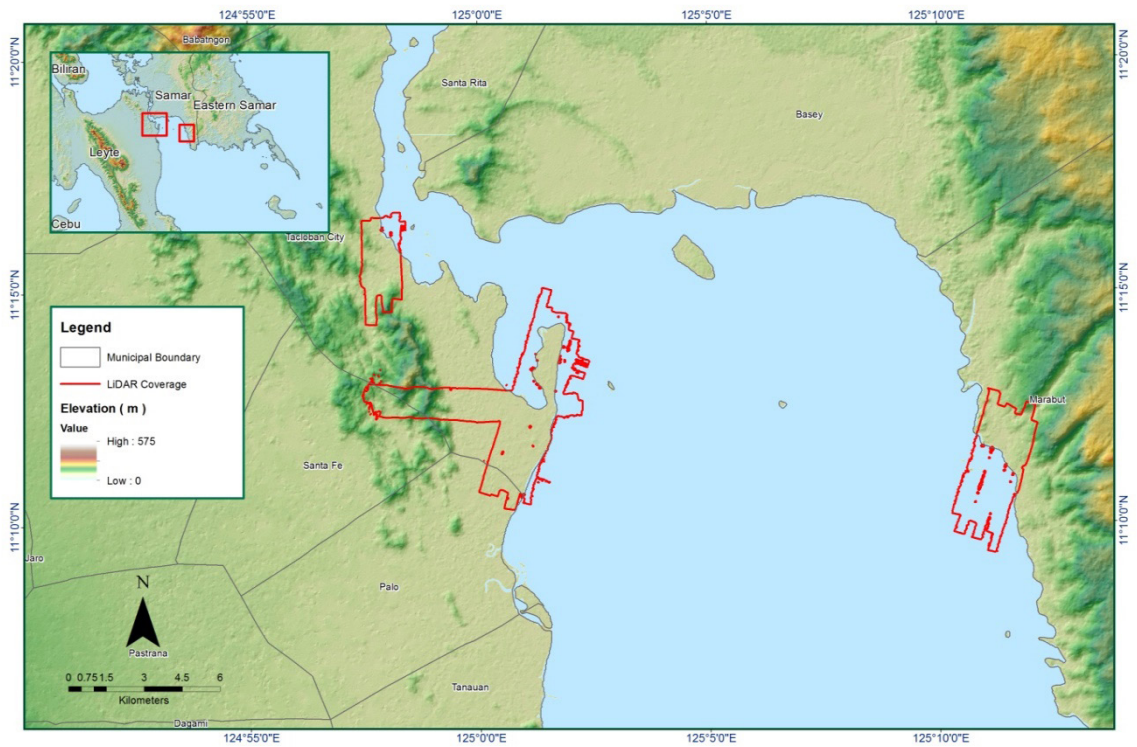 124°55'0"E
125°0'0"E
125°5'0"E
125°10'0"E
11°20'0"N
11°20'0"N
Babatngon
Biliran
Samar
Eastern Samar
Leyte
Cebu
Santa Rita
Basey
Tacloban City
11°15'0"N
11°15'0"N
Legend
Municipal Boundary
LiDAR Coverage
Elevation ( m )
Value
High : 575
Low : 0
Marabut
Santa Fe
11°10'0"N
11°10'0"N
Jaro
Palo
N
Pastrana
0 0.75 1.5 3 4.5 6
Kilometers
Tanauan
Dagami
124°55'0"E
125°0'0"E
125°5'0"E
125°10'0"E